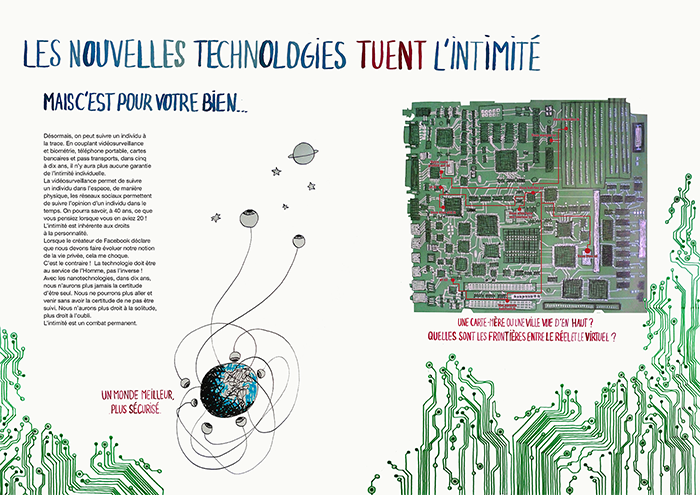 LES NOUVELLES TECHNOLOGIES TUENT L'INTIMITÉ
MAIS C'EST POUR VOTRE BIEN...
Désormais, on peut suivre un individu à
la trace. En couplant vidéosurveillance
et biométrie, téléphone portable, cartes
bancaires et pass transports, dans cinq
à dix ans, il n'y aura plus aucune garantie
de l'intimité individuelle.
La vidéosurveillance permet de suivre
un individu dans l'espace, de manière
physique, les réseaux sociaux permettent
de suivre l'opinion d'un individu dans le
temps. On pourra savoir, à 40 ans, ce que
vous pensiez lorsque vous en aviez 20 !
L'intimité est inhérente aux droits
à la personnalité.
Lorsque le créateur de Facebook déclare
que nous devons faire évoluer notre notion
de la vie privée, cela me choque.
C'est le contraire ! La technologie doit être
au service de l'Homme, pas l'inverse !
Avec les nanotechnologies, dans dix ans,
nous n'aurons plus jamais la certitude
d'être seul. Nous ne pourrons plus aller et
venir sans avoir la certitude de ne pas être
suivi. Nous n'aurons plus droit à la solitude,
plus droit à l'oubli.
L'intimité est un combat permanent.
UN MONDE MEILLEUR,
PLUS SÉCURISÉ.
UNE CARTE-MÈRE OU UNE VILLE VUE D'EN HAUT ?
QUELLES SONT LES FRONTIÈRES ENTRE LE RÉEL ET LE VIRTUEL ?